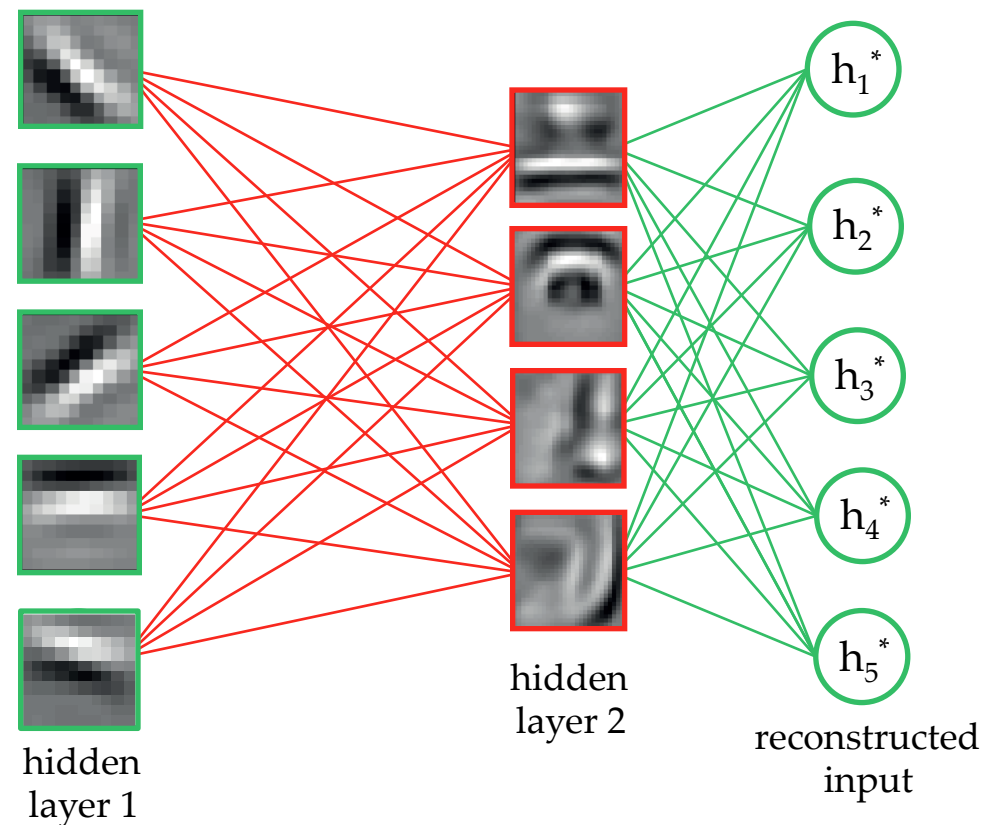 h₁*
h₂*
h₃*
h₄*
h₅*
hidden
layer 1
hidden
layer 2
reconstructed
input